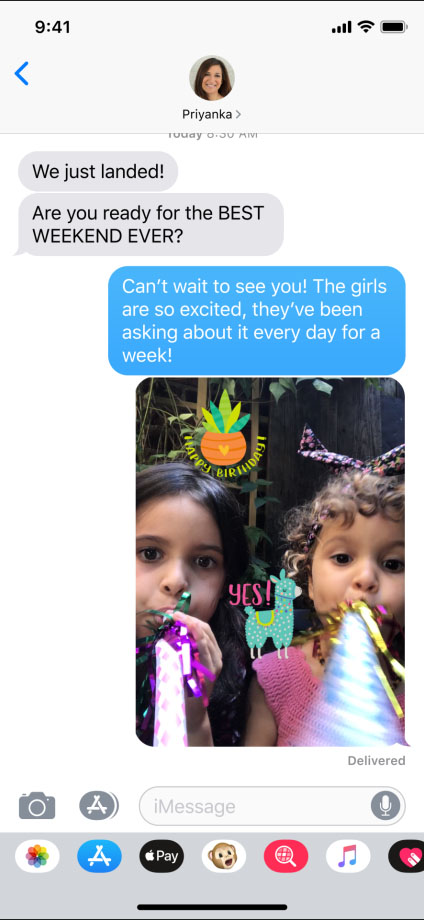 9:41
Priyanka
Today 8:30 AM
We just landed!
Are you ready for the BEST
WEEKEND EVER?
Can’t wait to see you! The girls
are so excited, they’ve been
asking about it every day for a
week!
HAPPY BIRTHDAY!
YES!
Delivered
iMessage
Pay